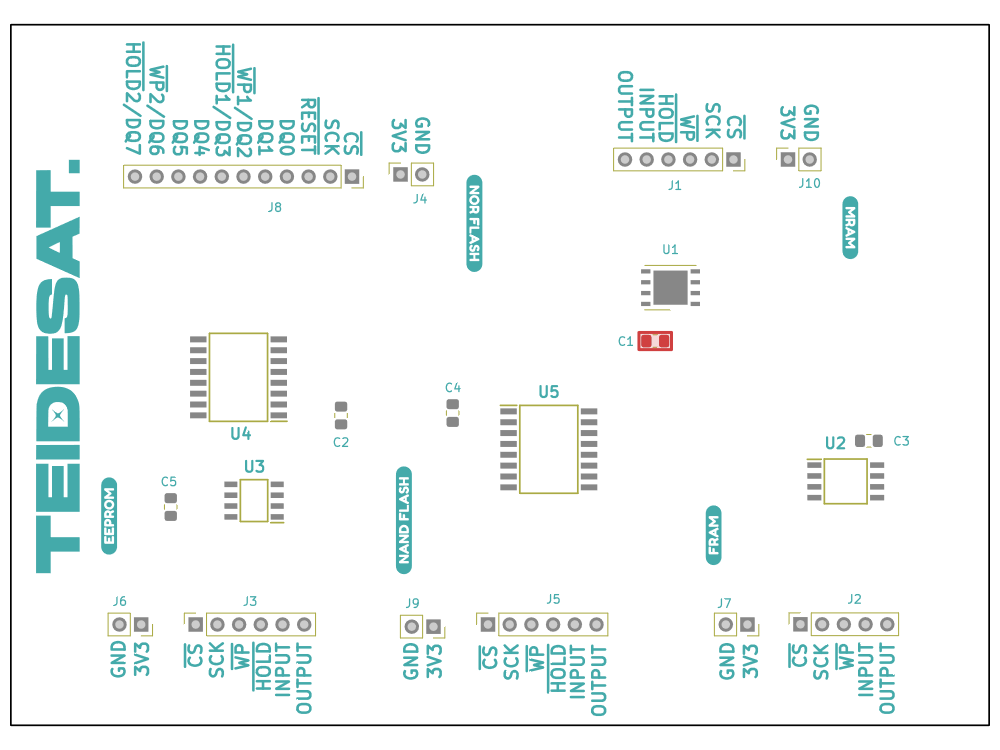 HOLD2/DQ7
WP2/DQ6
DQ5
DQ4
HOLD1/DQ3
WP1/DQ2
DQ1
DQ0
RESET
SCK
CS
3V3
GND
J8
J4
NOR FLASH
OUTPUT
INPUT
HOLD
WP
SCK
CS
3V3
GND
J1
J10
MRAM
U1
C1
TEIDESAT.
U4
C2
C4
U5
U2
C3
U3
C5
EEPROM
NAND FLASH
FRAM
J6
J3
J9
J5
J7
J2
GND
3V3
CS
SCK
WP
HOLD
INPUT
OUTPUT
GND
3V3
CS
SCK
WP
HOLD
INPUT
OUTPUT
GND
3V3
CS
SCK
WP
INPUT
OUTPUT